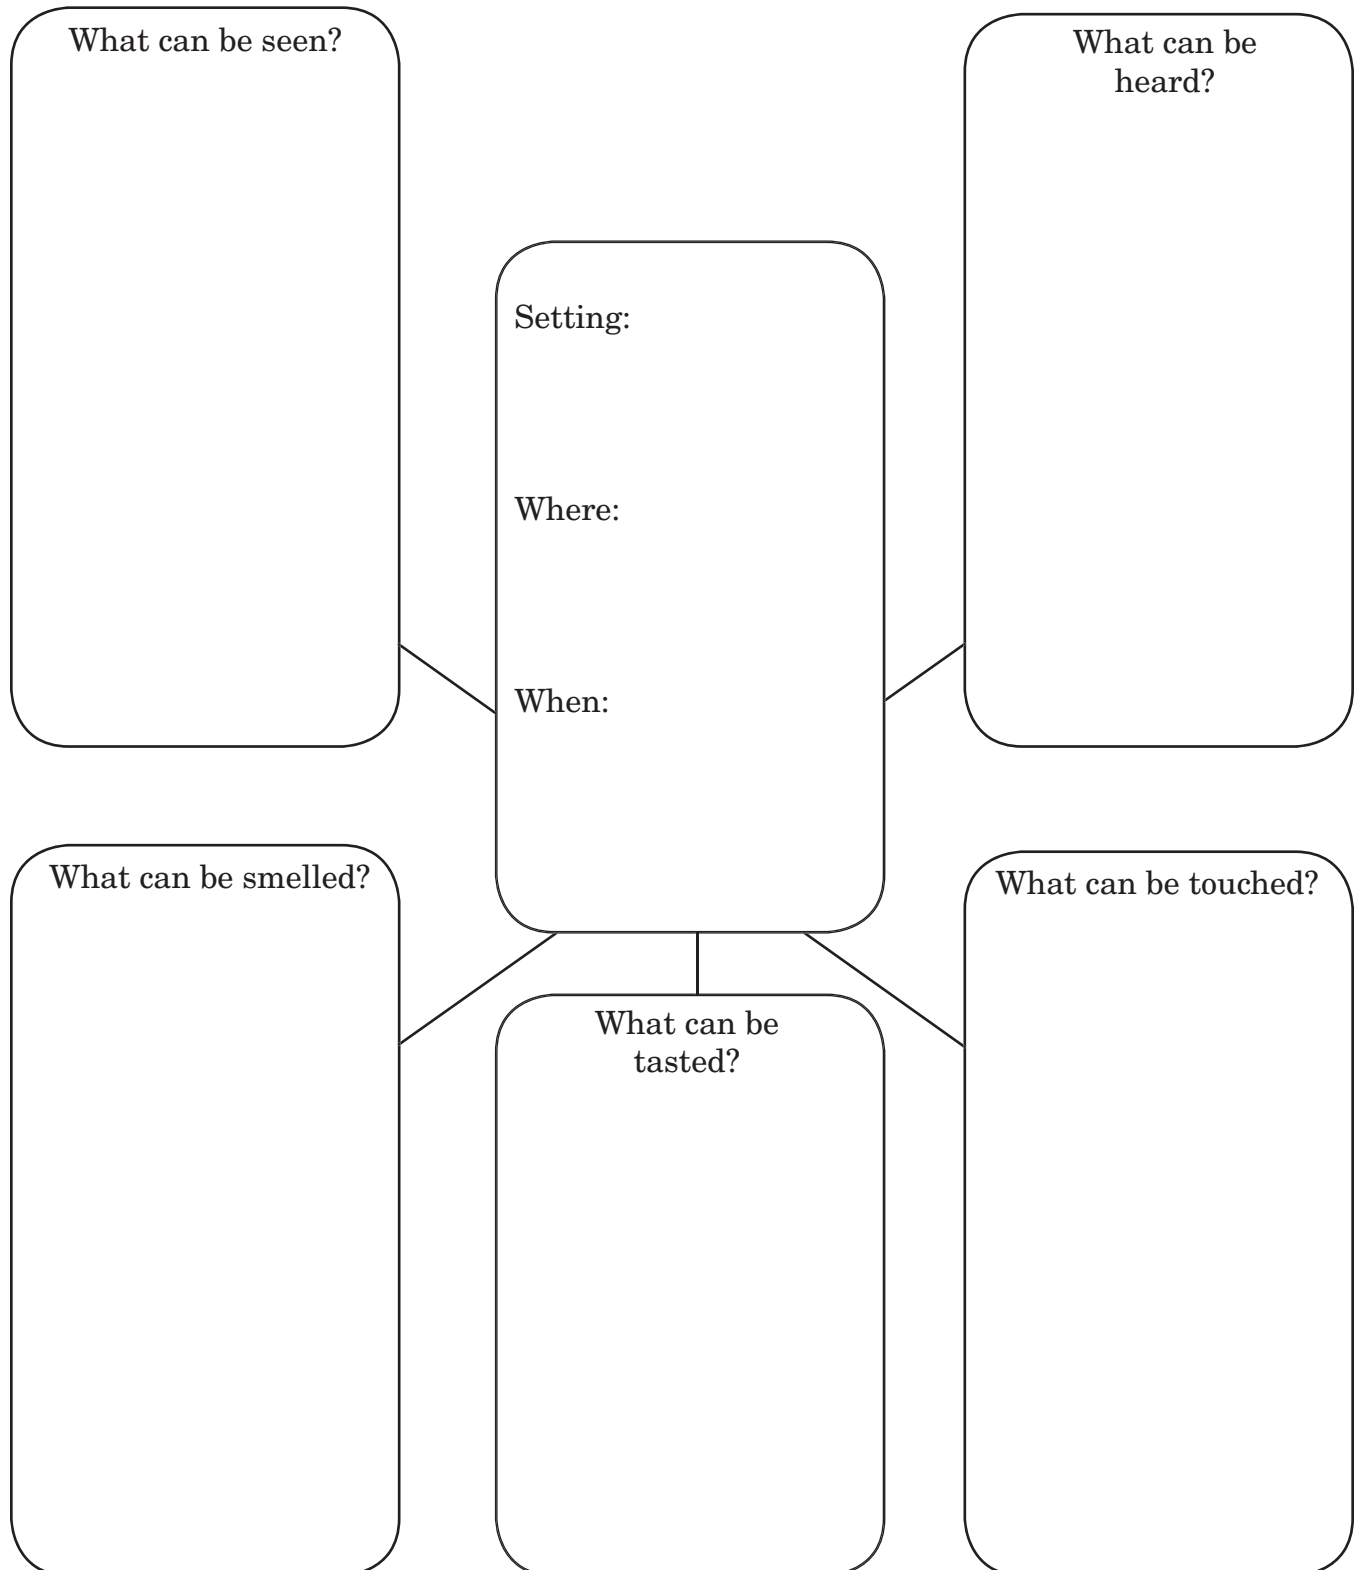 What can be seen?
What can be
heard?
Setting:
Where:
When:
What can be smelled?
What can be touched?
What can be
tasted?